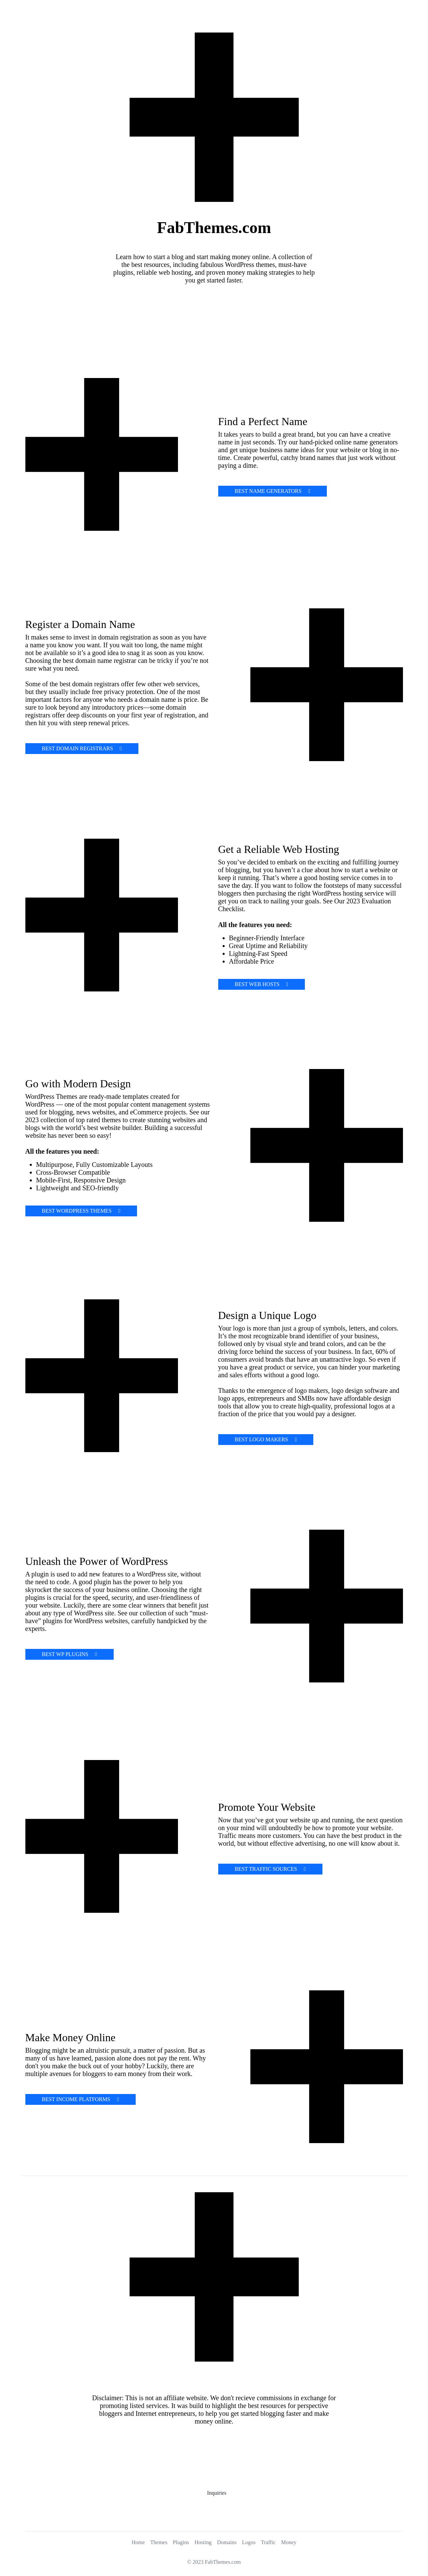 FabThemes.com
Learn how to start a blog and start making money online. A collection of
the best resources, including fabulous WordPress themes, must-have
plugins, reliable web hosting, and proven money making strategies to help
you get started faster.
Find a Perfect Name
It takes years to build a great brand, but you can have a creative
name in just seconds. Try our hand-picked online name generators
and get unique business name ideas for your website or blog in no-
time. Create powerful, catchy brand names that just work without
paying a dime.
BEST NAME GENERATORS
Register a Domain Name
It makes sense to invest in domain registration as soon as you have
a name you know you want. If you wait too long, the name might
not be available so it’s a good idea to snag it as soon as you know.
Choosing the best domain name registrar can be tricky if you’re not
sure what you need.
Some of the best domain registrars offer few other web services,
but they usually include free privacy protection. One of the most
important factors for anyone who needs a domain name is price. Be
sure to look beyond any introductory prices—some domain
registrars offer deep discounts on your first year of registration, and
then hit you with steep renewal prices.
BEST DOMAIN REGISTRARS
Get a Reliable Web Hosting
So you’ve decided to embark on the exciting and fulfilling journey
of blogging, but you haven’t a clue about how to start a website or
keep it running. That’s where a good hosting service comes in to
save the day. If you want to follow the footsteps of many successful
bloggers then purchasing the right WordPress hosting service will
get you on track to nailing your goals. See Our 2023 Evaluation
Checklist.
All the features you need:
• Beginner-Friendly Interface
• Great Uptime and Reliability
• Lightning-Fast Speed
• Affordable Price
BEST WEB HOSTS
Go with Modern Design
WordPress Themes are ready-made templates created for
WordPress — one of the most popular content management systems
used for blogging, news websites, and eCommerce projects. See our
2023 collection of top rated themes to create stunning websites and
blogs with the world’s best website builder. Building a successful
website has never been so easy!
All the features you need:
• Multipurpose, Fully Customizable Layouts
• Cross-Browser Compatible
• Mobile-First, Responsive Design
• Lightweight and SEO-friendly
BEST WORDPRESS THEMES
Design a Unique Logo
Your logo is more than just a group of symbols, letters, and colors.
It’s the most recognizable brand identifier of your business,
followed only by visual style and brand colors, and can be the
driving force behind the success of your business. In fact, 60% of
consumers avoid brands that have an unattractive logo. So even if
you have a great product or service, you can hinder your marketing
and sales efforts without a good logo.
Thanks to the emergence of logo makers, logo design software and
logo apps, entrepreneurs and SMBs now have affordable design
tools that allow you to create high-quality, professional logos at a
fraction of the price that you would pay a designer.
BEST LOGO MAKERS
Unleash the Power of WordPress
A plugin is used to add new features to a WordPress site, without
the need to code. A good plugin has the power to help you
skyrocket the success of your business online. Choosing the right
plugins is crucial for the speed, security, and user-friendliness of
your website. Luckily, there are some clear winners that benefit just
about any type of WordPress site. See our collection of “must-
have” plugins for WordPress websites, carefully handpicked by the
experts.
BEST WP PLUGINS
Promote Your Website
Now that you’ve got your website up and running, the next question
on your mind will undoubtedly be how to promote your website.
Traffic means more customers. You can have the best product in the
world, but without effective advertising, no one will know about it.
BEST TRAFFIC SOURCES
Make Money Online
Blogging might be an altruistic pursuit, a matter of passion. But as
many of us have learned, passion alone does not pay the rent. Why
don't you make the buck out of your hobby? Luckily, there are
multiple avenues for bloggers to earn money from their work.
BEST INCOME PLATFORMS
Disclaimer: This is not an affiliate website. We don't recieve commissions in exchange for
promoting listed services. It was build to highlight the best resources for perspective
bloggers and Internet entrepreneurs, to help you get started blogging faster and make
money online.
Inquiries
Home Themes Plugins Hosting Domains Logos Traffic Money
© 2023 FabThemes.com